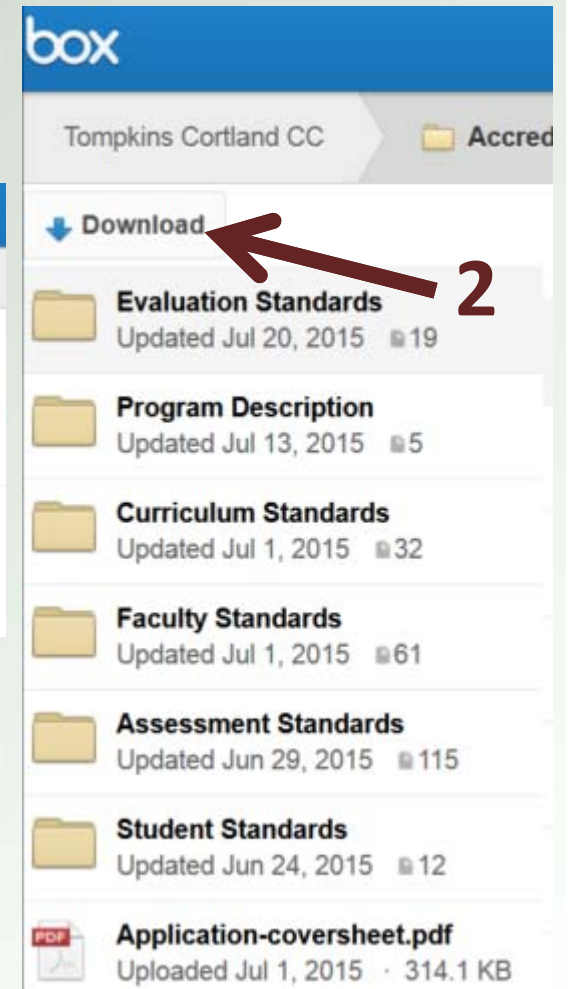 box
Tompkins Cortland CC Accred
Download
2
Evaluation Standards
Updated Jul 20, 2015 19
Program Description
Updated Jul 13, 2015 5
Curriculum Standards
Updated Jul 1, 2015 32
Faculty Standards
Updated Jul 1, 2015 61
Assessment Standards
Updated Jun 29, 2015 115
Student Standards
Updated Jun 24, 2015 12
PDF
Application-coversheet.pdf
Uploaded Jul 1, 2015 · 314.1 KB